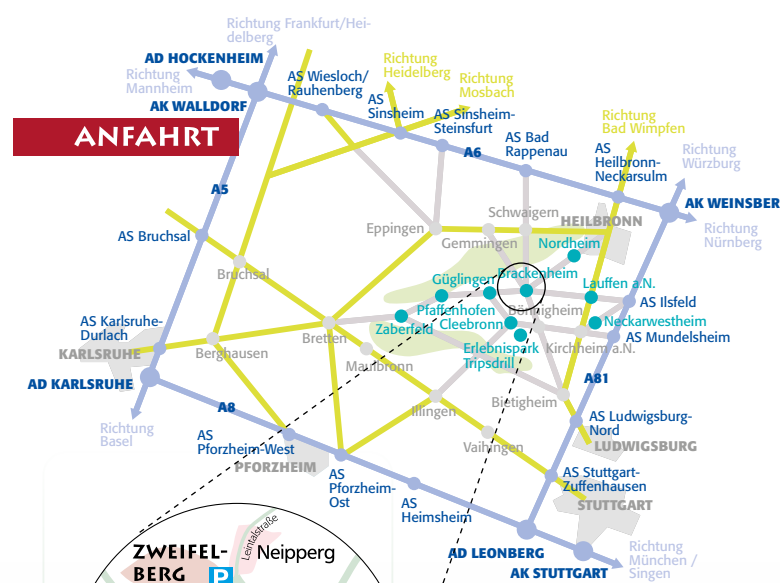 Richtung Frankfurt/Hei-
delberg
AD HOCKENHEIM
Richtung
Mannheim
AK WALLDORF
AS Wiesloch/
Rauhenberg
Richtung
Heidelberg
Richtung
Mosbach
AS
Sinsheim
AS Sinsheim-
Steinsfurt
A6
AS Bad
Rappenau
Richtung
Bad Wimpfen
AS
Heilbronn-
Neckarsulm
Richtung
Würzburg
AK WEINSBER
Richtung
Nürnberg
ANFAHRT
A5
AS Bruchsal
Bruchsal
Eppingen
Gemmingen
Schwaigern
HEILBRONN
Nordheim
Brackenheim
Güglingen
Lauffen a.N.
Pfaffenhofen
Bönnigheim
AS Ilsfeld
Zaberfeld
Cleebronn
Neckarwestheim
AS Mundelsheim
Erlebnispark
Tripsdrill
Kirchheim a.N.
AS Karlsruhe-
Durlach
KARLSRUHE
Berghausen
Bretten
Maulbronn
AD KARLSRUHE
A8
A81
Richtung
Basel
Illingen
Bietigheim
AS Ludwigsburg-
Nord
LUDWIGSBURG
AS
Pforzheim-West
PFORZHEIM
Vaihingen
AS
Pforzheim-
Ost
AS
Heimsheim
AS Stuttgart-
Zuffenhausen
STUTTGART
AD LEONBERG
AK STUTTGART
Richtung
München /
Singen
ZWEIFEL-
BERG
P
Leintalstraße
Neipperg